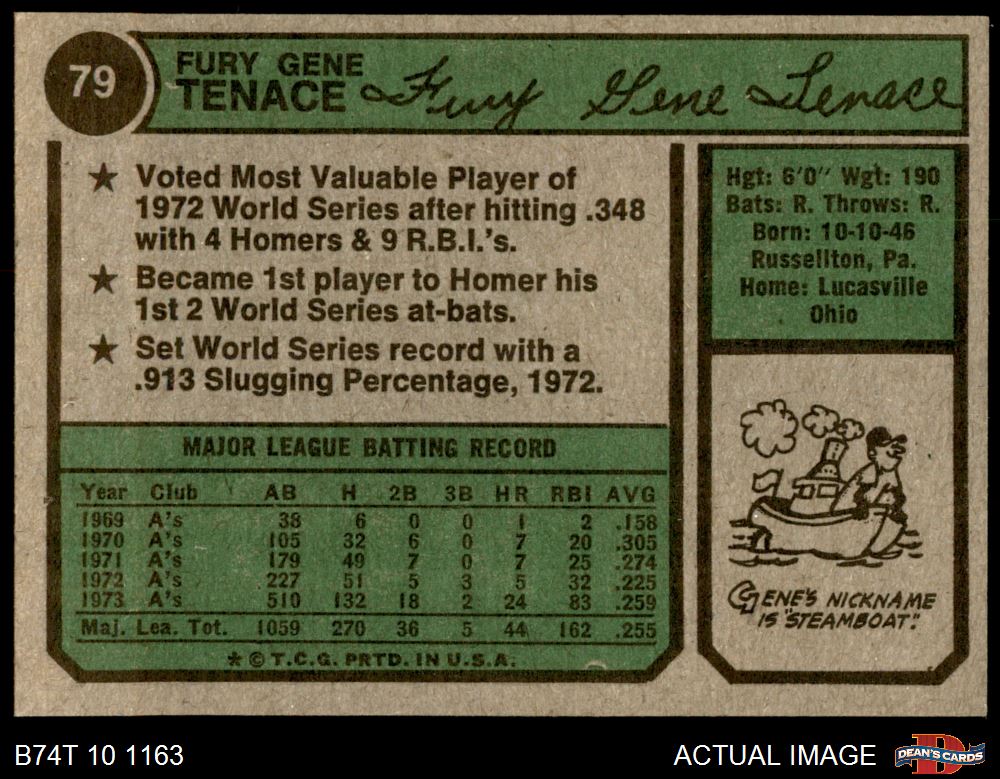 79
FURY GENE
TENACE
Fury Gene Tenace
★ Voted Most Valuable Player of
1972 World Series after hitting .348
with 4 Homers & 9 R.B.I.'s.
★ Became 1st player to Homer his
1st 2 World Series at-bats.
★ Set World Series record with a
.913 Slugging Percentage, 1972.
Hgt: 6'0" Wgt: 190
Bats: R. Throws: R.
Born: 10-10-46
Russellton, Pa.
Home: Lucasville
Ohio
MAJOR LEAGUE BATTING RECORD
Year Club AB H 2B 3B HR RBI AVG
1969 A's 38 6 0 0 1 2 .158
1970 A's 105 32 6 0 7 20 .305
1971 A's 179 49 7 0 7 25 .274
1972 A's 227 51 5 3 5 32 .225
1973 A's 510 132 18 2 24 83 .259
Maj. Lea. Tot. 1059 270 36 5 44 162 .255
* © T.C.G. PRTD. IN U.S.A.
GENE'S NICKNAME
IS "STEAMBOAT."
B74T 10 1163
ACTUAL IMAGE
DEAN'S CARDS